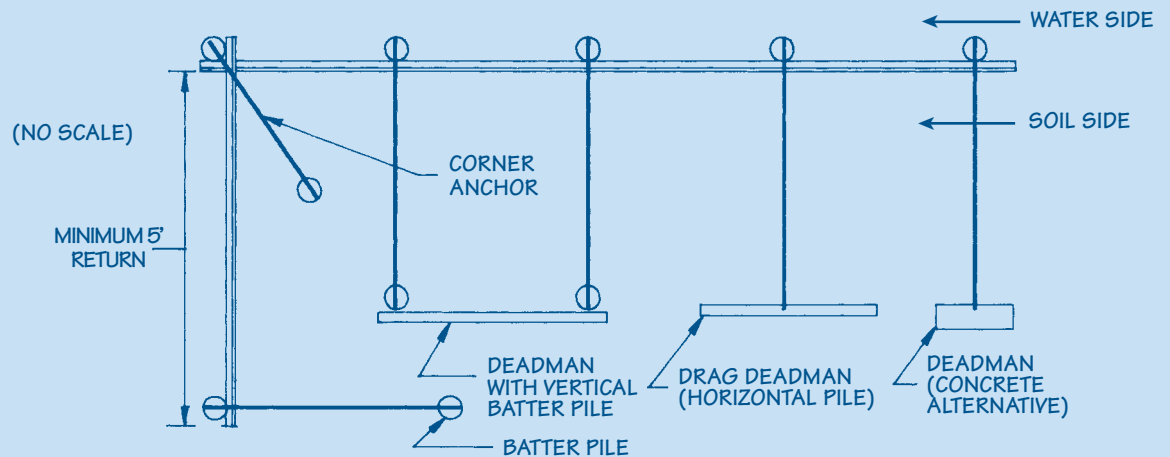 WATER SIDE
SOIL SIDE
(NO SCALE)
CORNER
ANCHOR
MINIMUM 5'
RETURN
DEADMAN
WITH VERTICAL
BATTER PILE
DRAG DEADMAN
(HORIZONTAL PILE)
DEADMAN
(CONCRETE
ALTERNATIVE)
BATTER PILE